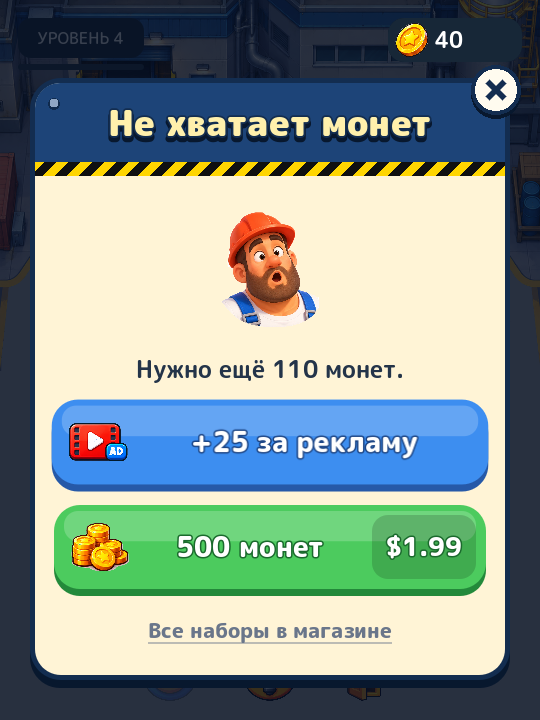 УРОВЕНЬ 4
40
Не хватает монет
Нужно ещё 110 монет.
AD
+25 за рекламу
500 монет
$1.99
Все наборы в магазине